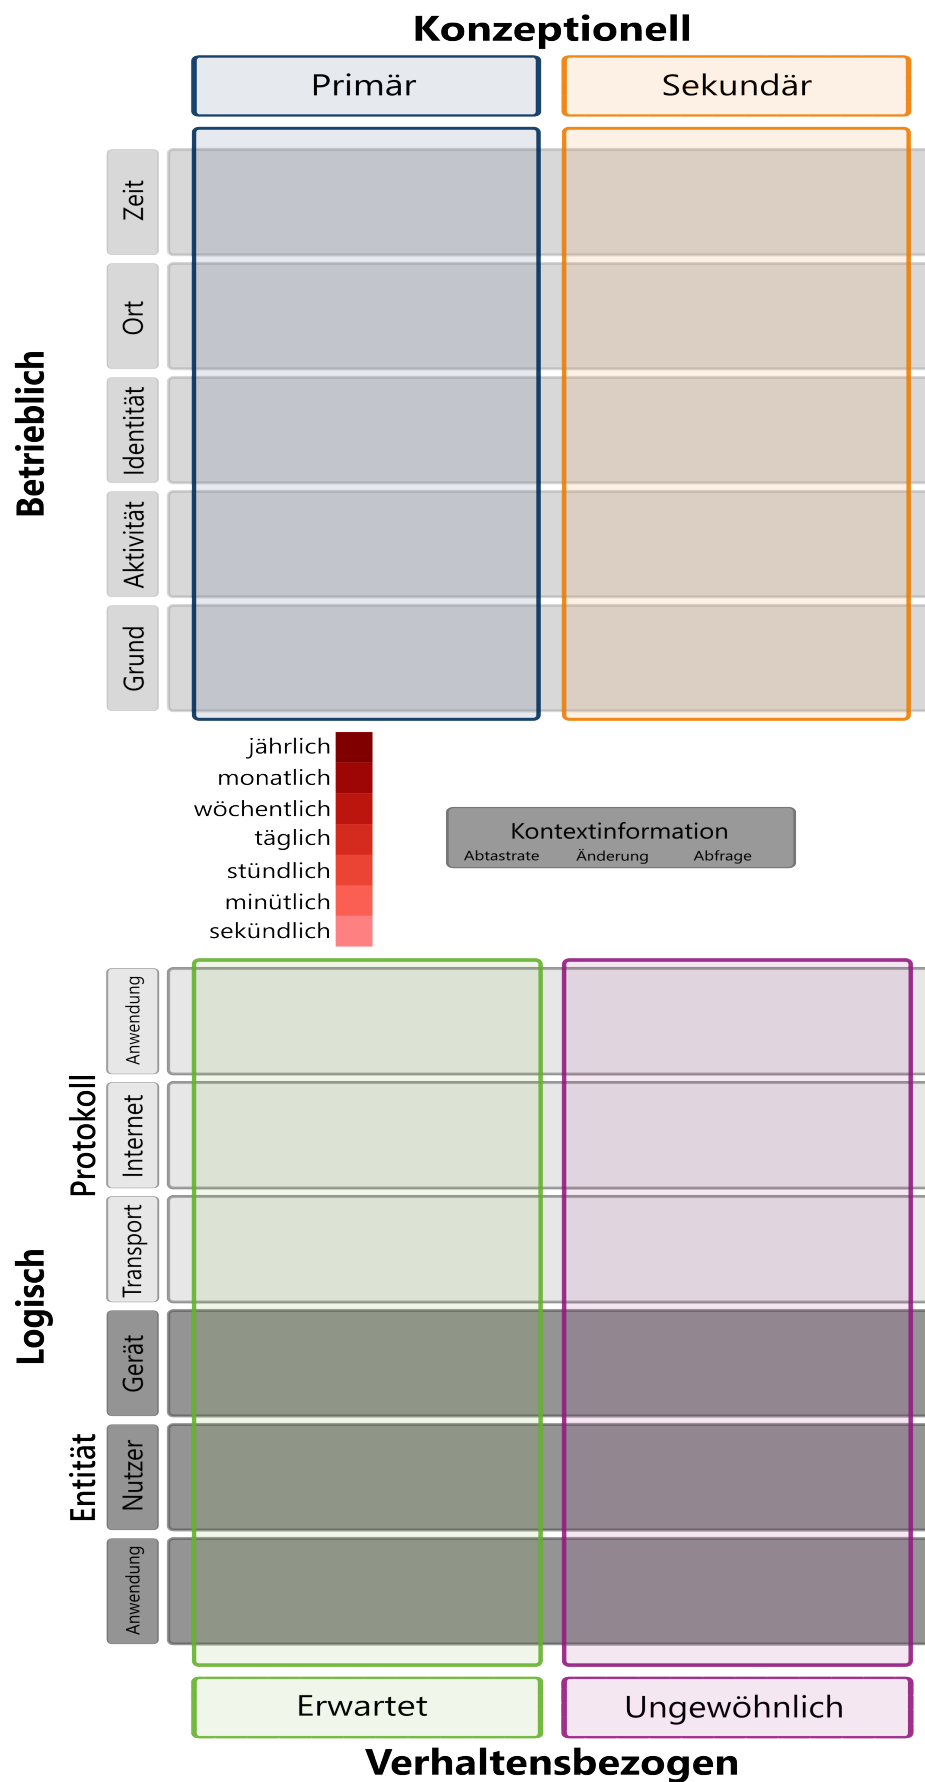 Konzeptionell
Primär
Sekundär
Betrieblich
Zeit
Ort
Identität
Aktivität
Grund
jährlich
monatlich
wöchentlich
täglich
stündlich
minütlich
sekündlich
Kontextinformation
Abtastrate Änderung Abfrage
Logisch
Protokoll
Anwendung
Internet
Transport
Entität
Gerät
Nutzer
Anwendung
Erwartet
Ungewöhnlich
Verhaltensbezogen